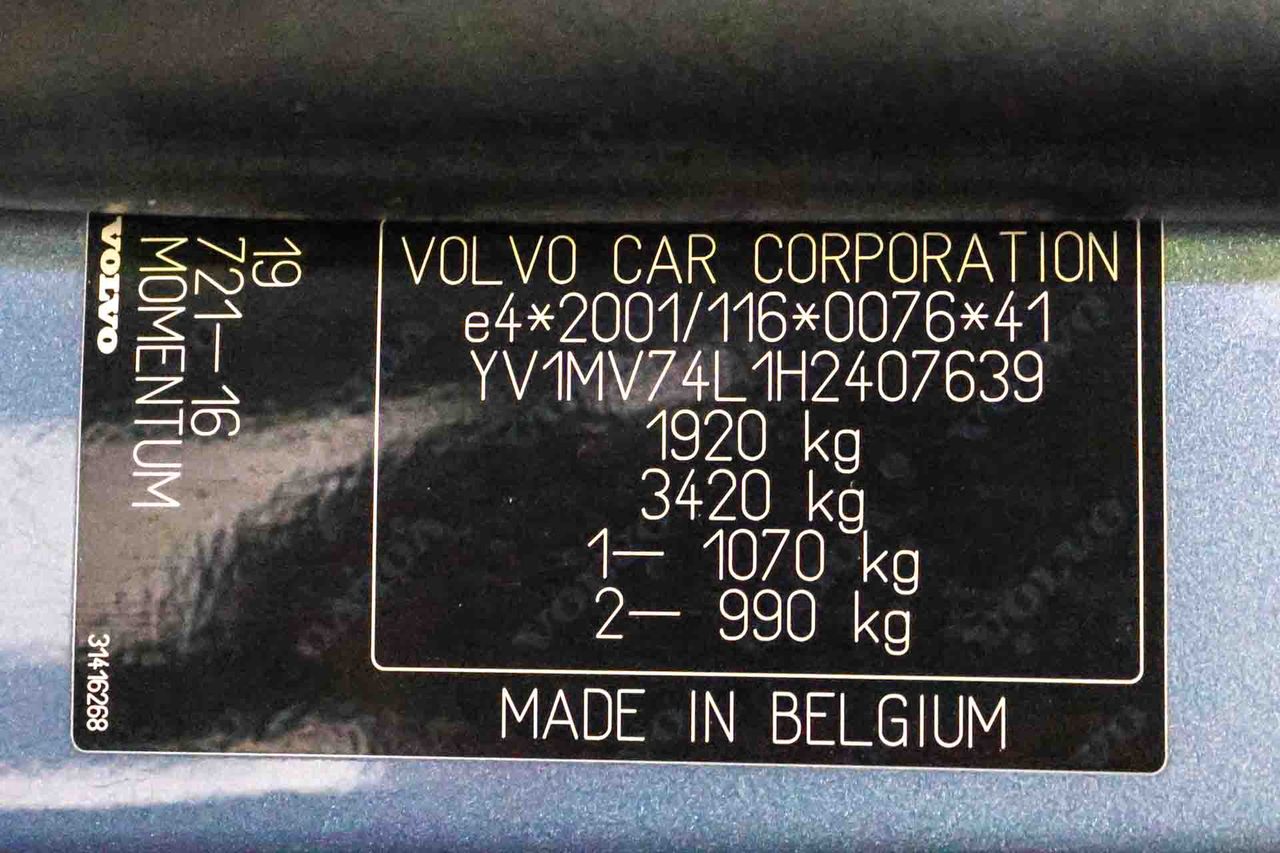 VOLVO
MOMENTUM
721-16
19
31416268
VOLVO CAR CORPORATION
e4*2001/116*0076*41
YV1MV74L1H2407639
1920 kg
3420 kg
1- 1070 kg
2- 990 kg
MADE IN BELGIUM